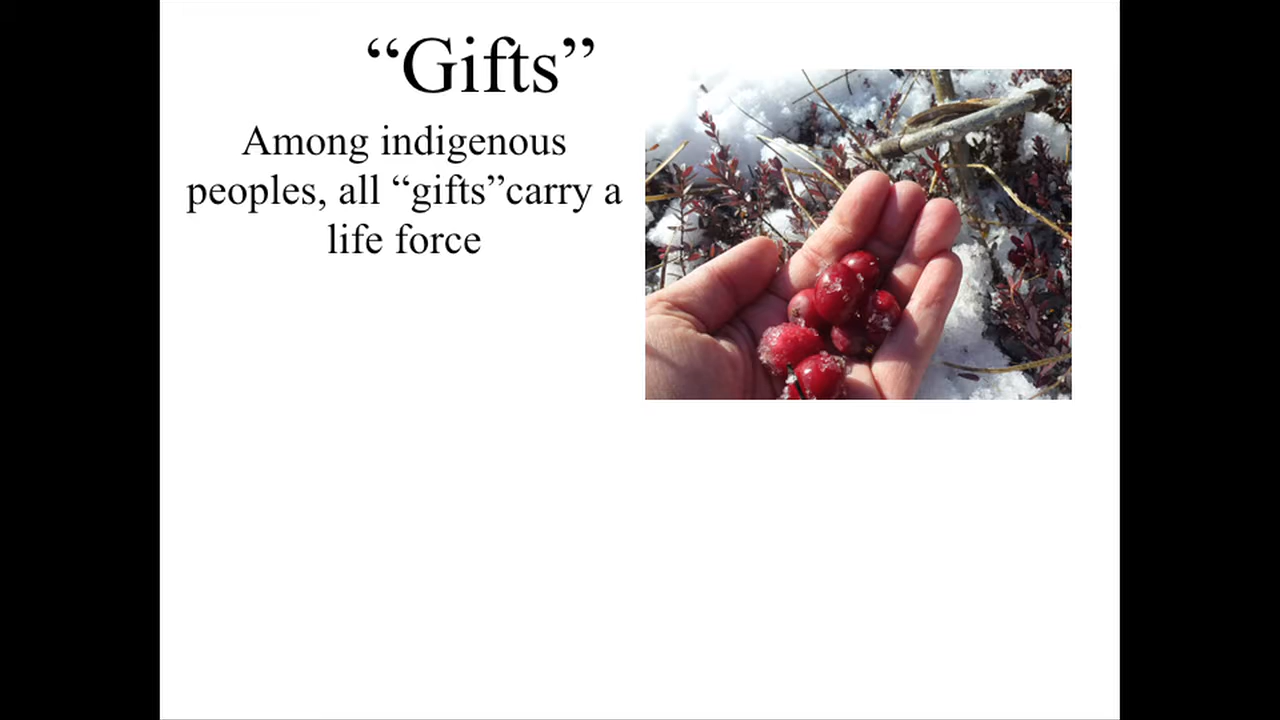 “Gifts”
Among indigenous
peoples, all “gifts”carry a
life force